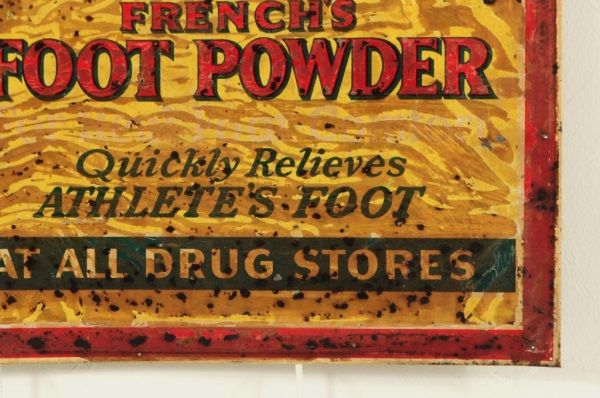 FRENCH'S
FOOT POWDER
Quickly Relieves
ATHLETE'S FOOT
AT ALL DRUG STORES